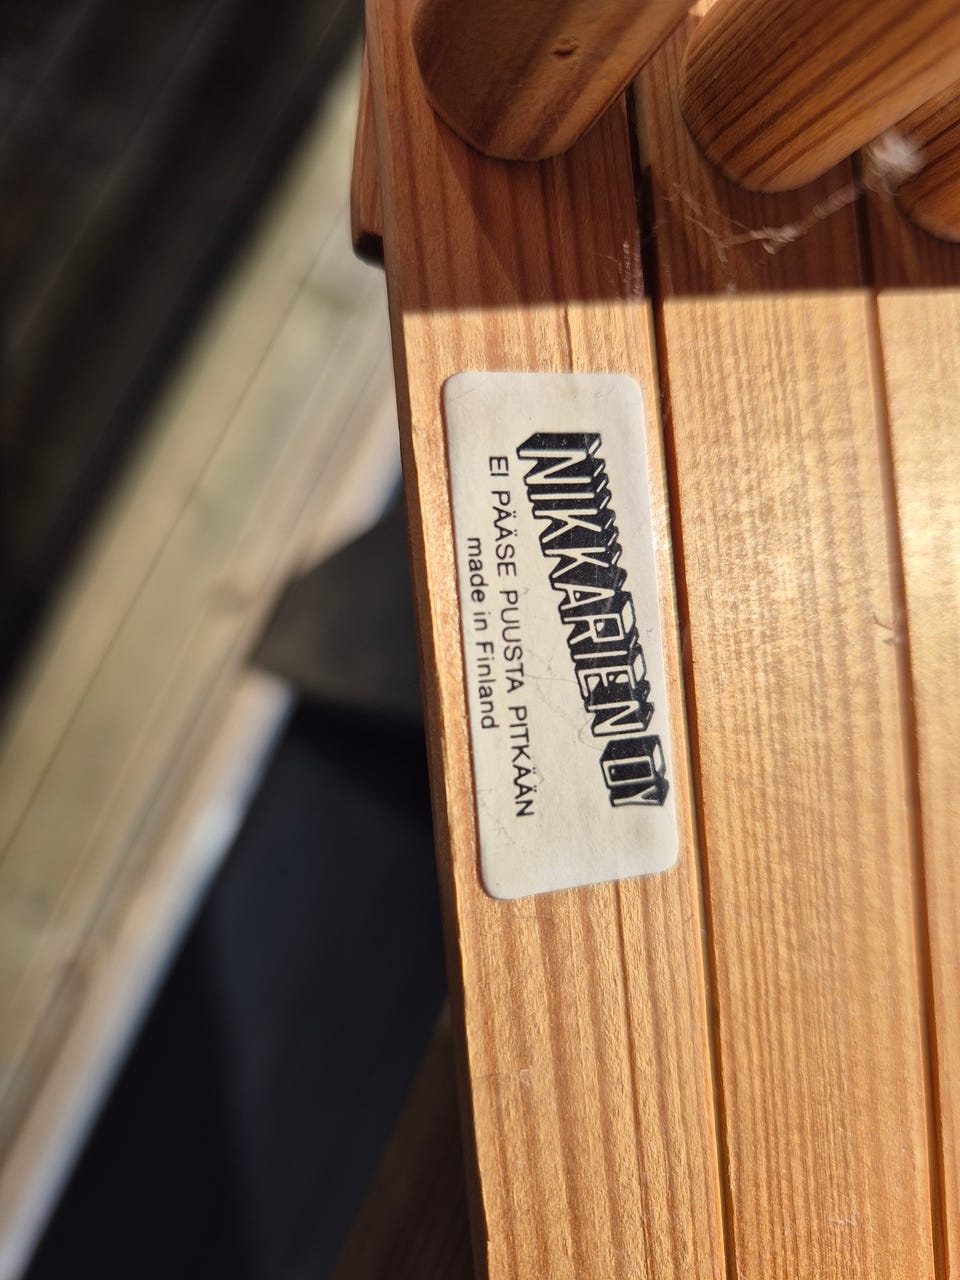 NIKKARIEN OY
EI PÄÄSE PUUSTA PITKÄÄN
made in Finland